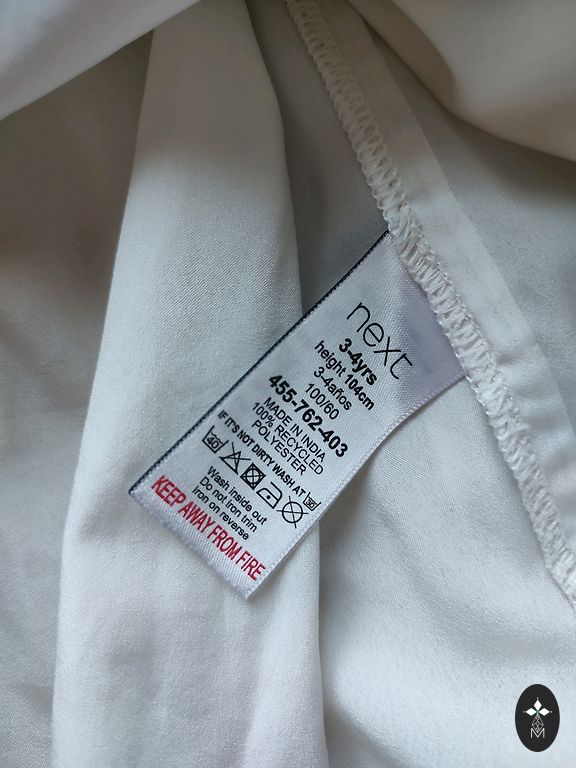 next
3-4yrs
height 104cm
3-4años
100/60
455-762-403
MADE IN INDIA
100% RECYCLED
POLYESTER
IF IT'S NOT DIRTY WASH AT 30
40
Wash inside out
Do not iron trim
Iron on reverse
KEEP AWAY FROM FIRE
M